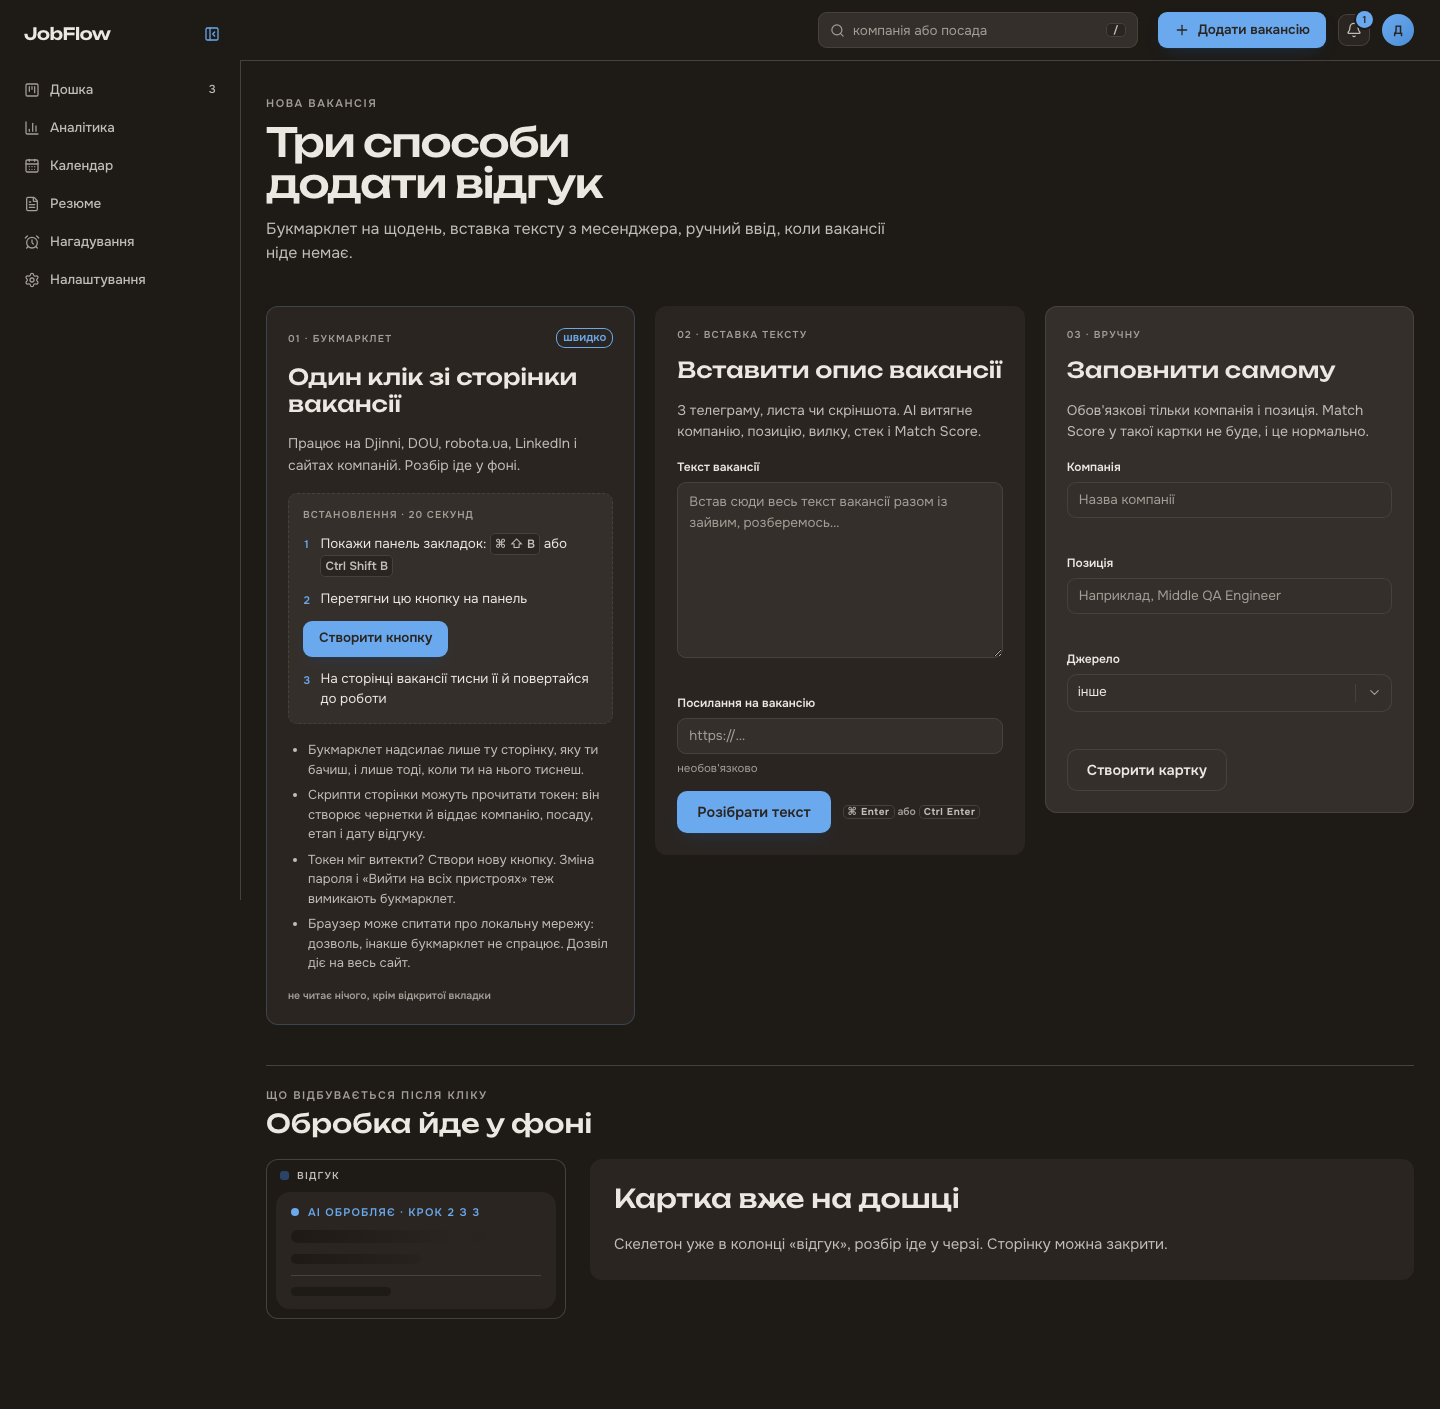 JobFlow
компанія або посада
/
Додати вакансію
1
Д
Дошка
3
Аналітика
Календар
Резюме
Нагадування
Налаштування
НОВА ВАКАНСІЯ
Три способи
додати відгук
Букмарклет на щодень, вставка тексту з месенджера, ручний ввід, коли вакансії
ніде немає.
01 · БУКМАРКЛЕТ
швидко
Один клік зі сторінки
вакансії
Працює на Djinni, DOU, robota.ua, LinkedIn і
сайтах компаній. Розбір іде у фоні.
ВСТАНОВЛЕННЯ · 20 СЕКУНД
1 Покажи панель закладок: ⌘ ⇧ B або
Ctrl Shift B
2 Перетягни цю кнопку на панель
Створити кнопку
3 На сторінці вакансії тисни її й повертайся
до роботи
• Букмарклет надсилає лише ту сторінку, яку ти
бачиш, і лише тоді, коли ти на нього тиснеш.
• Скрипти сторінки можуть прочитати токен: він
створює чернетки й віддає компанію, посаду,
етап і дату відгуку.
• Токен міг витекти? Створи нову кнопку. Зміна
пароля і «Вийти на всіх пристроях» теж
вимикають букмарклет.
• Браузер може спитати про локальну мережу:
дозволь, інакше букмарклет не спрацює. Дозвіл
діє на весь сайт.
не читає нічого, крім відкритої вкладки
02 · ВСТАВКА ТЕКСТУ
Вставити опис вакансії
З телеграму, листа чи скріншота. AI витягне
компанію, позицію, вилку, стек і Match Score.
Текст вакансії
Встав сюди весь текст вакансії разом із
зайвим, розберемось...
Посилання на вакансію
https://...
необов'язково
Розібрати текст
⌘ Enter або Ctrl Enter
03 · ВРУЧНУ
Заповнити самому
Обов'язкові тільки компанія і позиція. Match
Score у такої картки не буде, і це нормально.
Компанія
Назва компанії
Позиція
Наприклад, Middle QA Engineer
Джерело
інше
Створити картку
ЩО ВІДБУВАЄТЬСЯ ПІСЛЯ КЛІКУ
Обробка йде у фоні
ВІДГУК
AI ОБРОБЛЯЄ · КРОК 2 З 3
Картка вже на дошці
Скелетон уже в колонці «відгук», розбір іде у черзі. Сторінку можна закрити.